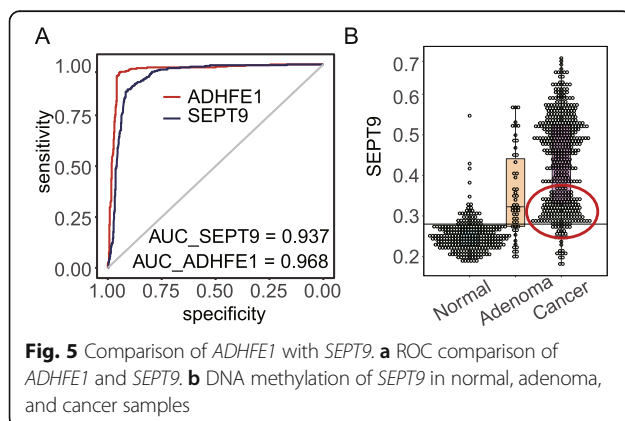 A
1.00
0.75
0.50
0.25
0.00
sensitivity
ADHFE1
SEPT9
AUC_SEPT9 = 0.937
AUC_ADHFE1 = 0.968
1.00 0.75 0.50 0.25 0.00
specificity
B
0.7
0.6
0.5
0.4
0.3
0.2
SEPT9
Normal
Adenoma
Cancer
Fig. 5 Comparison of ADHFE1 with SEPT9. a ROC comparison of
ADHFE1 and SEPT9. b DNA methylation of SEPT9 in normal, adenoma,
and cancer samples